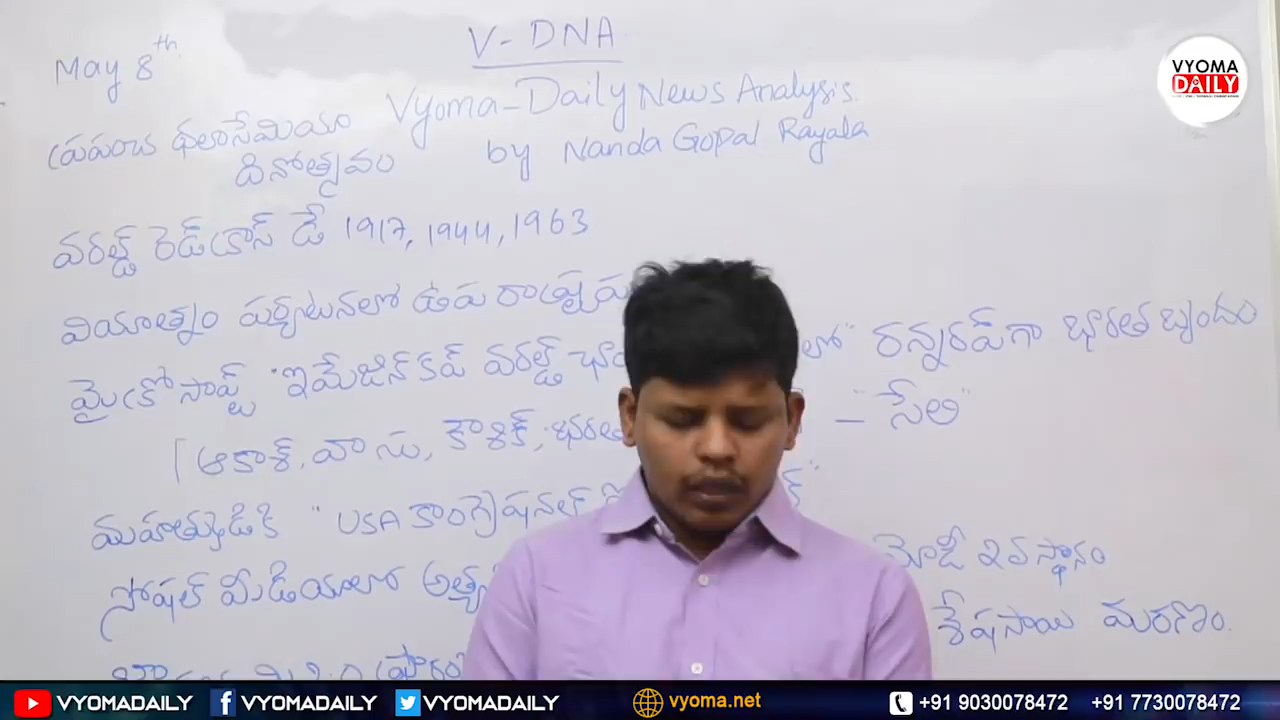 V-DNA
May 8th
Vyoma-Daily News Analysis.
by Nanda Gopal Rayala
ప్రపంచ థలాసేమియా
దినోత్సవం
వరల్డ్ రెడ్ క్రాస్ డే 1917, 1944, 1963
వియాత్నం పర్యటనలో ఉప రాష్ట్రప
మైక్రోసాఫ్ట్ "ఇమేజిన్ కప్ వరల్డ్ లో" రన్నరప్‌గా భారత బృందం
[ఆకాశ్, వాసు, కౌశిక్, భరత - "సేలి"
మహాత్ముడికి "USA కాంగ్రెషనల్
సోషల్ మీడియాలో మోదీ 2వ స్థానం
శేషసాయి మరణం.
VYOMA
DAILY
VYOMADAILY VYOMADAILY VYOMADAILY vyoma.net +91 9030078472 +91 7730078472